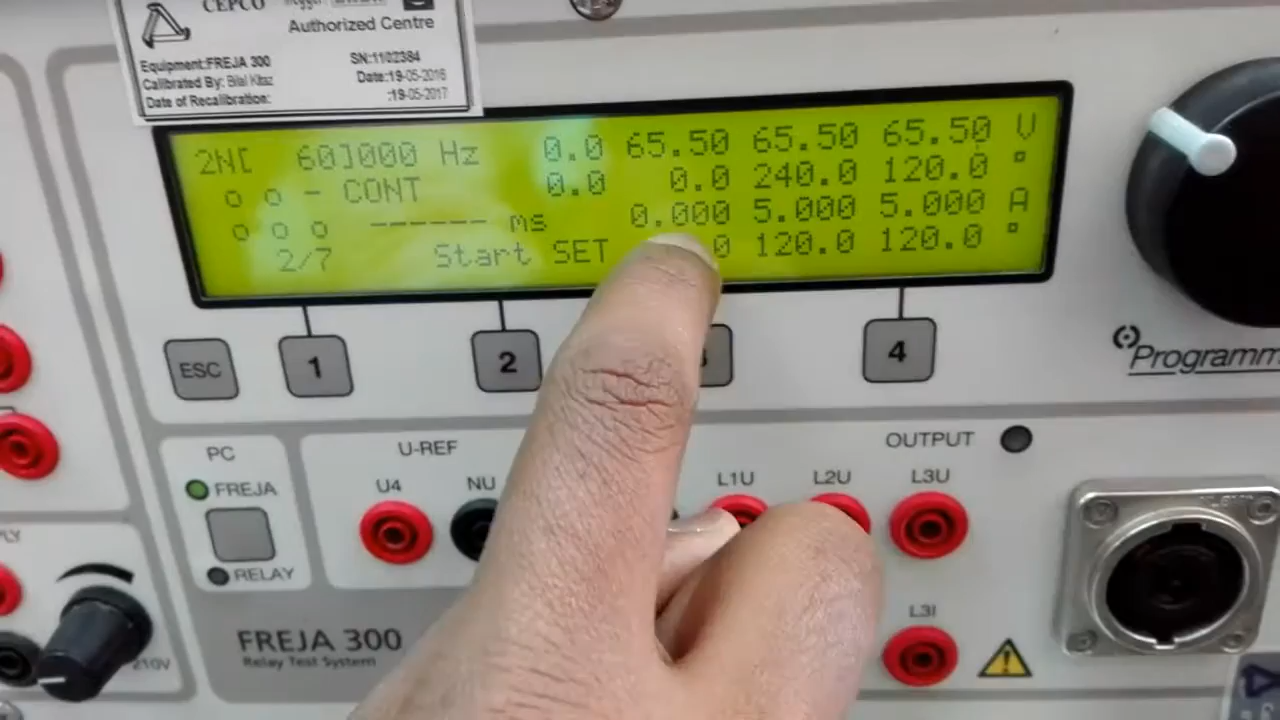 CEPCO
Authorized Centre
Equipment:FREJA 300 SN:1102384
Calibrated By: Bilal Date:19-05-2016
Date of Recalibration: :19-05-2017
2N[ 60]000 Hz 0.0 65.50 65.50 65.50 V
o o - CONT 0.0 0.0 240.0 120.0 °
o o o ------ ms 0.000 5.000 5.000 A
2/7 Start SET 0 120.0 120.0 °
ESC 1 2 3 4
Programm
PC
FREJA
RELAY
U-REF
U4 NU
OUTPUT
L1U L2U L3U
L3I
210V
FREJA 300
Relay Test System